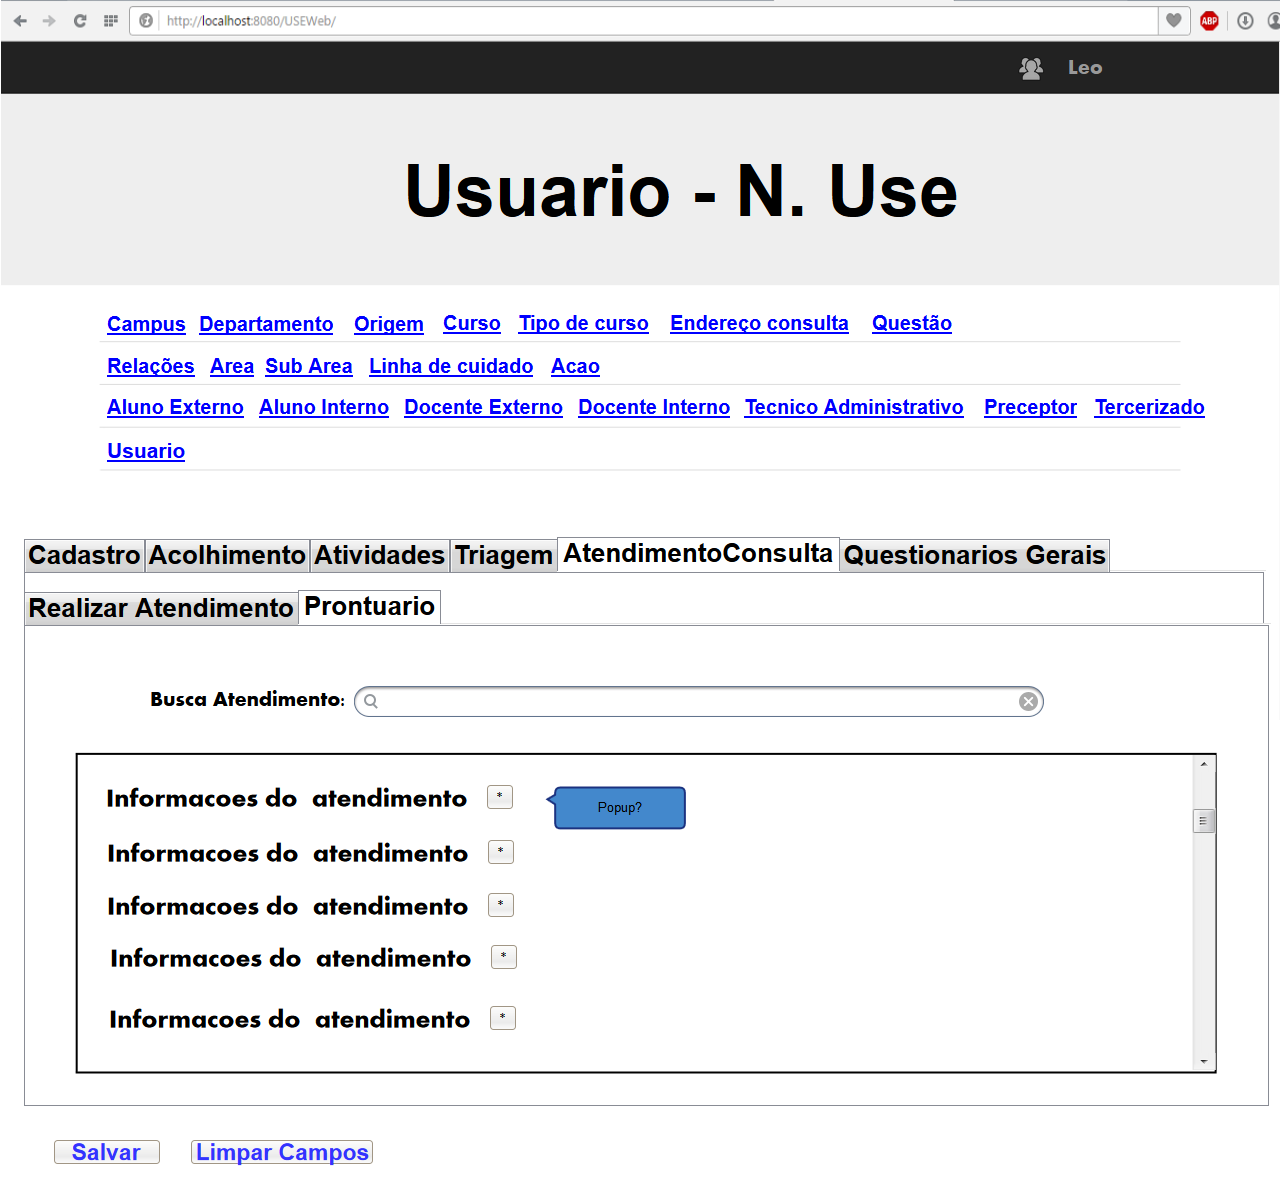 http://localhost:8080/USEWeb/
ABP
Leo
Usuario - N. Use
Campus Departamento Origem Curso Tipo de curso Endereço consulta Questão
Relações Area Sub Area Linha de cuidado Acao
Aluno Externo Aluno Interno Docente Externo Docente Interno Tecnico Administrativo Preceptor Tercerizado
Usuario
Cadastro Acolhimento Atividades Triagem AtendimentoConsulta Questionarios Gerais
Realizar Atendimento Prontuario
Busca Atendimento:
Informacoes do atendimento * Popup?
Informacoes do atendimento *
Informacoes do atendimento *
Informacoes do atendimento *
Informacoes do atendimento *
Salvar Limpar Campos